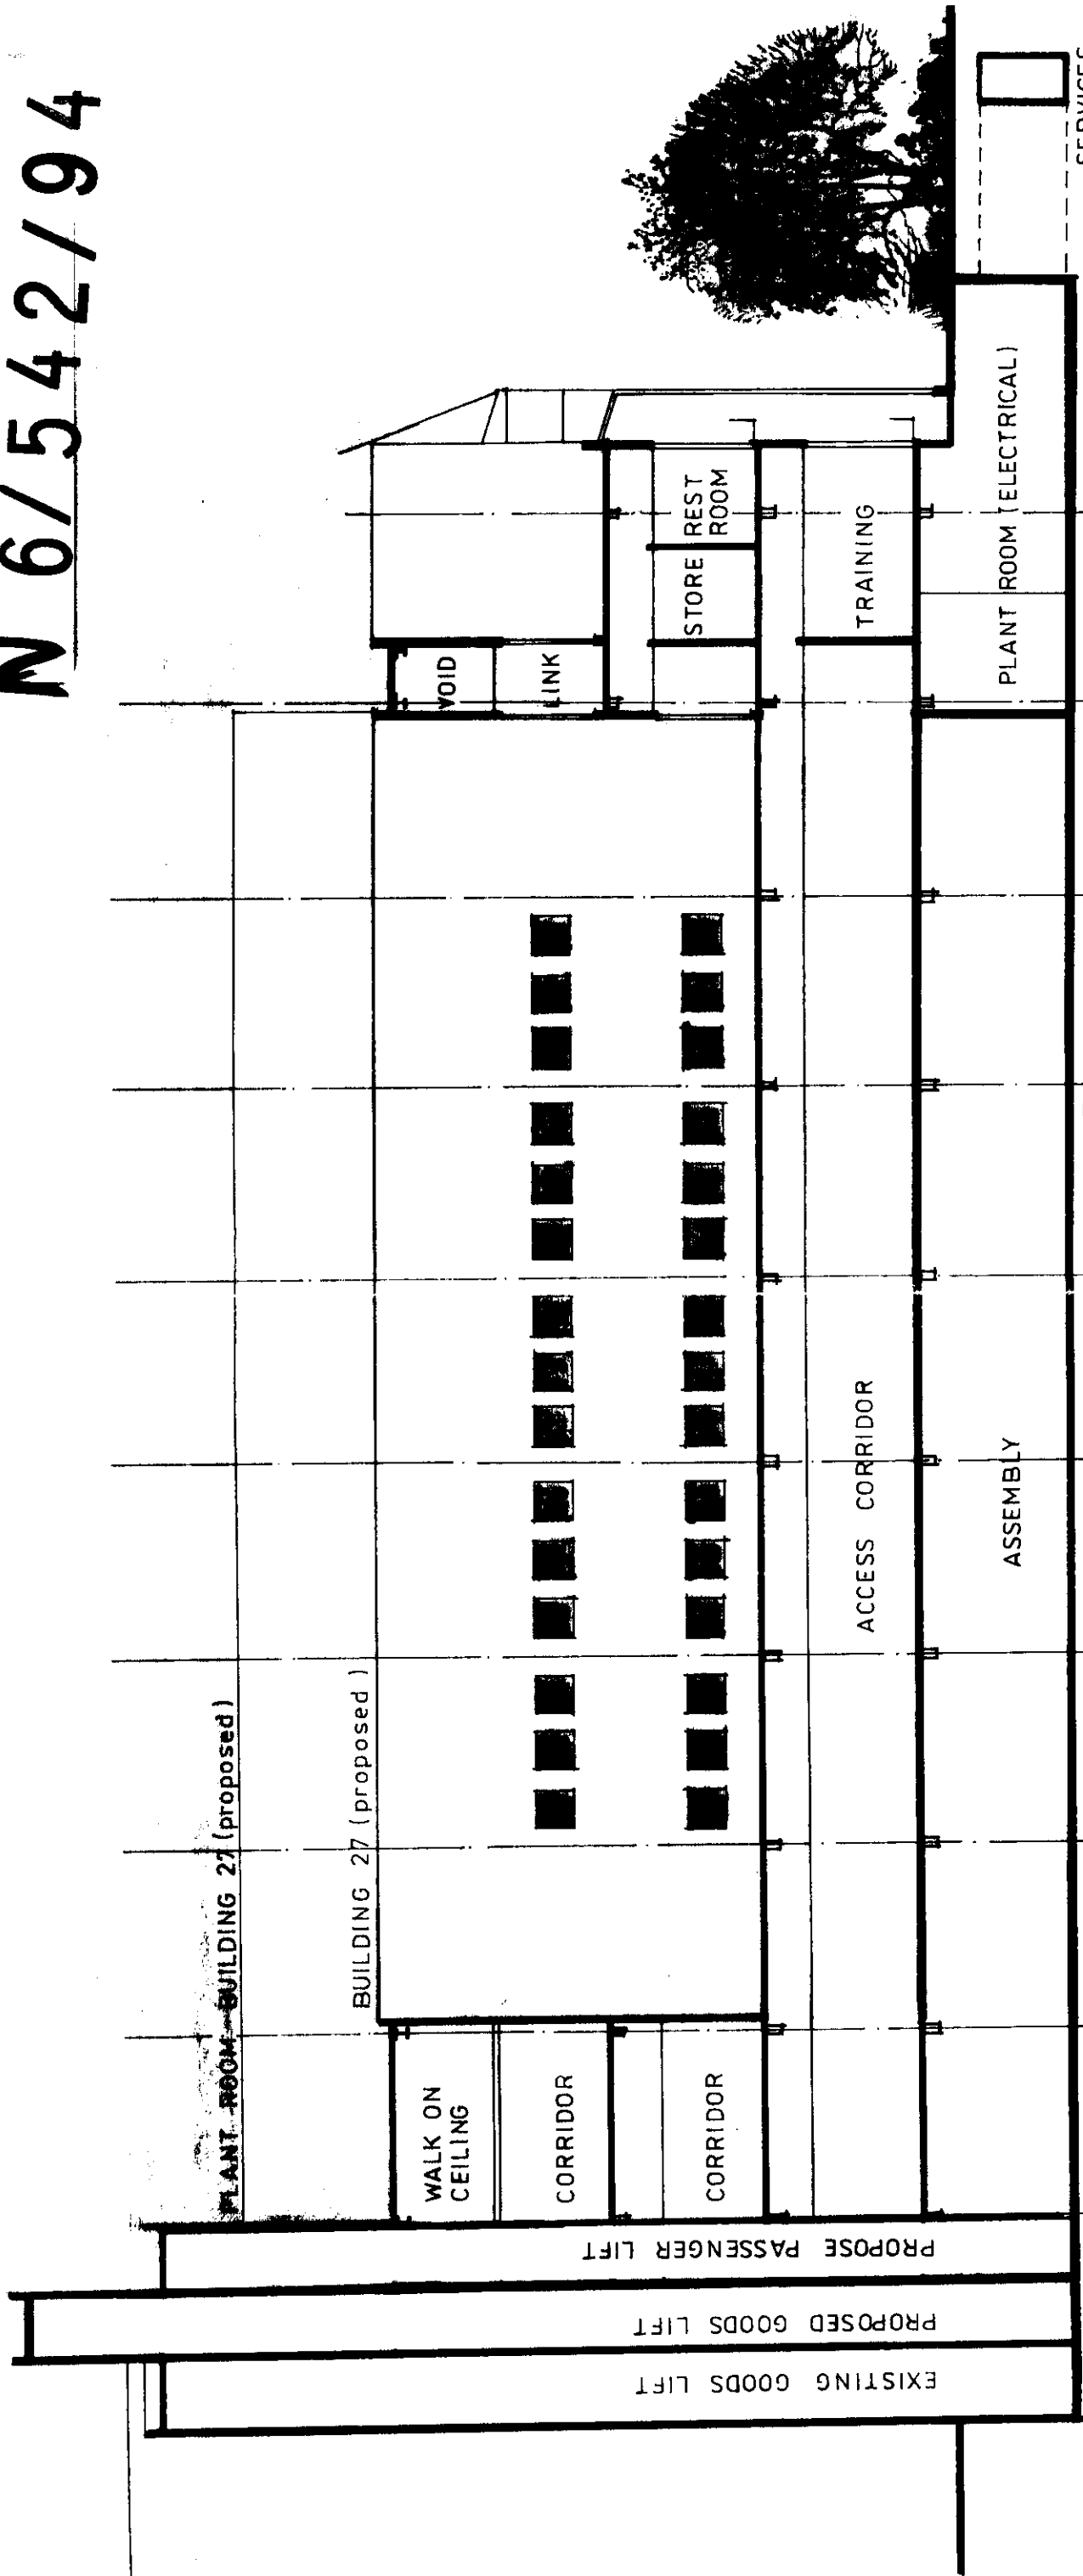 N 6/542/94
PLANT ROOM BUILDING 27 (proposed)
BUILDING 27 (proposed)
WALK ON
CEILING
VOID
CORRIDOR
LINK
CORRIDOR
STORE
REST
ROOM
ACCESS CORRIDOR
TRAINING
ASSEMBLY
PLANT ROOM (ELECTRICAL)
SERVICES
EXISTING GOODS LIFT
PROPOSED GOODS LIFT
PROPOSE PASSENGER LIFT